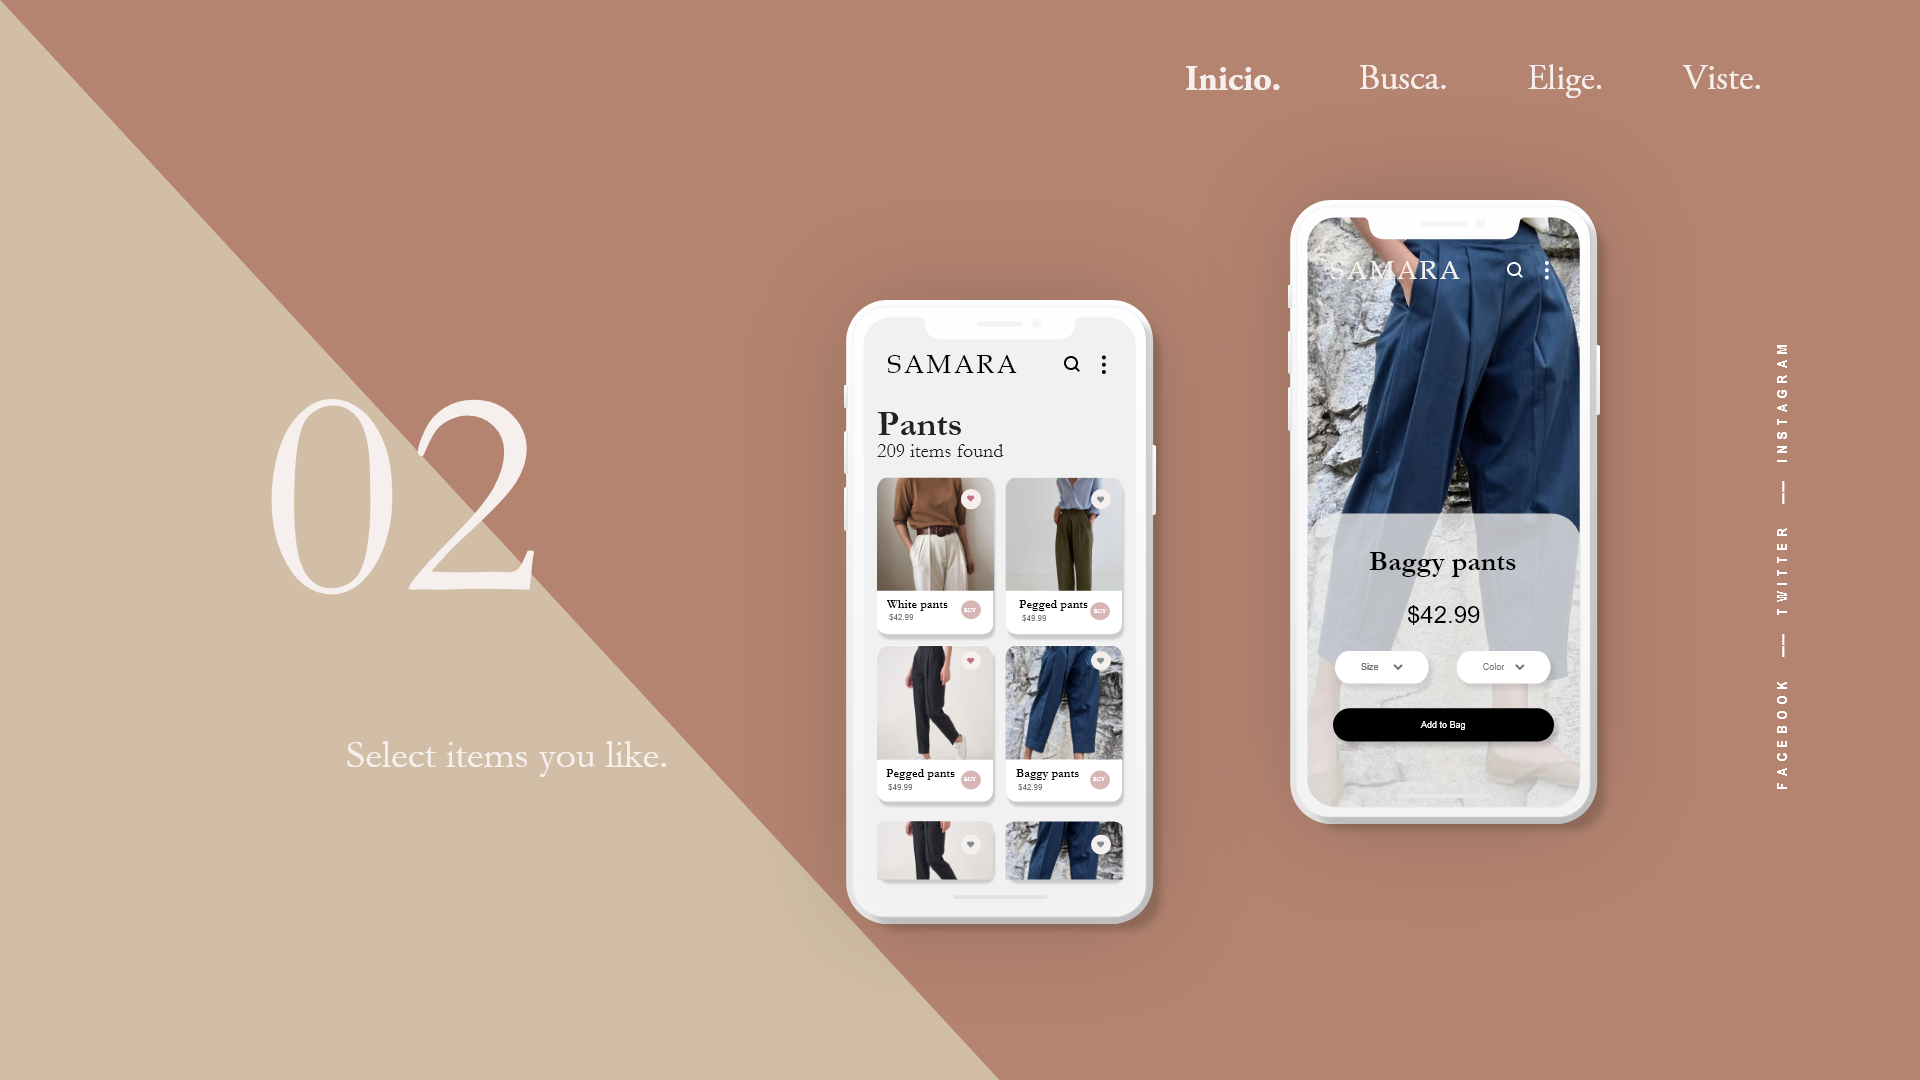 Inicio.
Busca.
Elige.
Viste.
02
Select items you like.
SAMARA
Pants
209 items found
White pants
$42.99
BUY
Pegged pants
$49.99
BUY
Pegged pants
$49.99
BUY
Baggy pants
$42.99
BUY
SAMARA
Baggy pants
$42.99
Size
Color
Add to Bag
FACEBOOK — TWITTER — INSTAGRAM